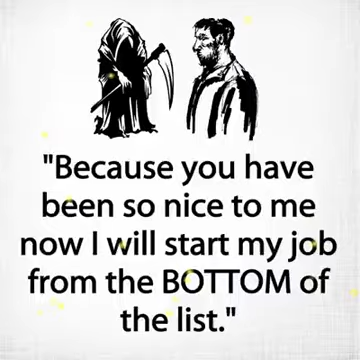 "Because you have
been so nice to me
now I will start my job
from the BOTTOM of
the list."